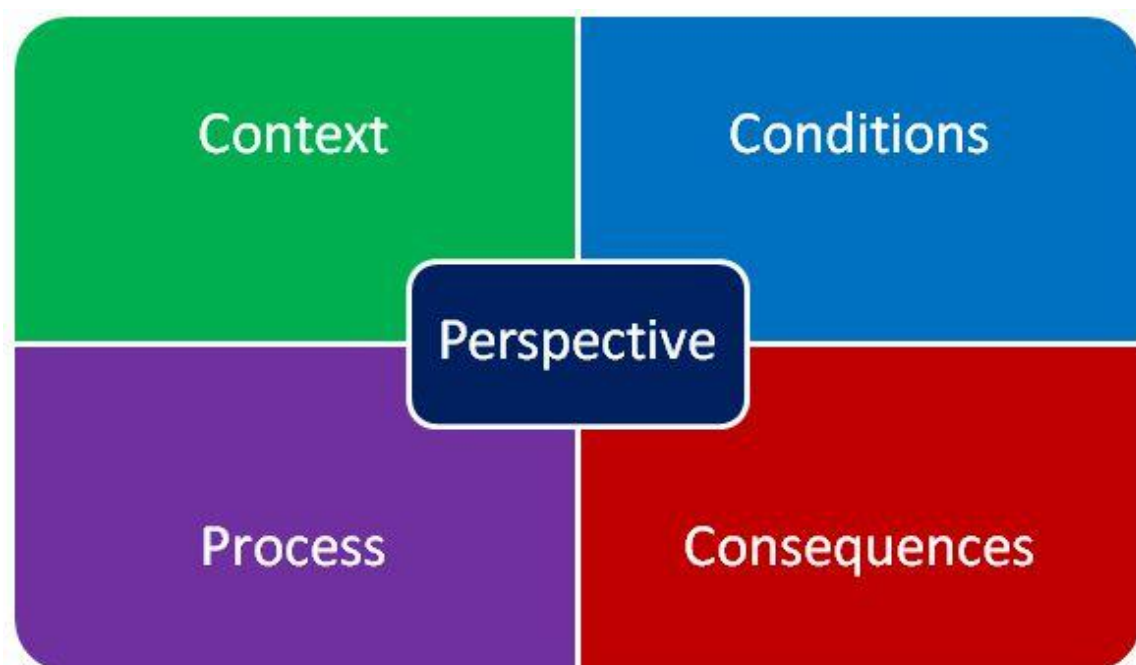 Context
Conditions
Perspective
Process
Consequences